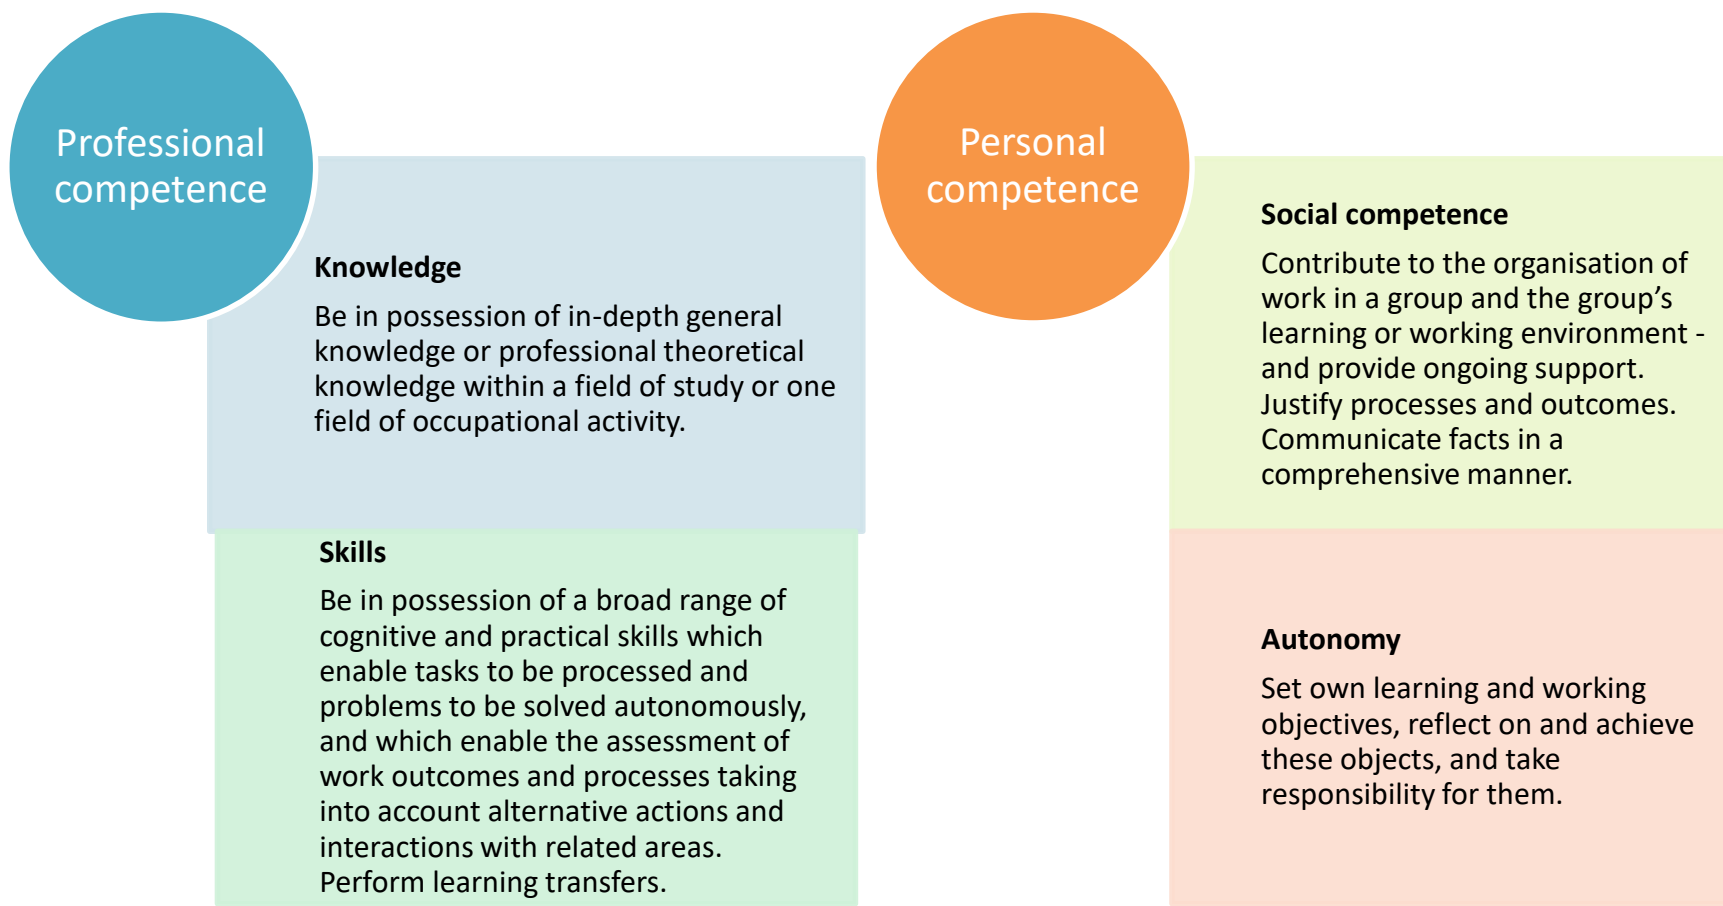 Professional
competence
Knowledge
Be in possession of in-depth general
knowledge or professional theoretical
knowledge within a field of study or one
field of occupational activity.
Skills
Be in possession of a broad range of
cognitive and practical skills which
enable tasks to be processed and
problems to be solved autonomously,
and which enable the assessment of
work outcomes and processes taking
into account alternative actions and
interactions with related areas.
Perform learning transfers.
Personal
competence
Social competence
Contribute to the organisation of
work in a group and the group’s
learning or working environment -
and provide ongoing support.
Justify processes and outcomes.
Communicate facts in a
comprehensive manner.
Autonomy
Set own learning and working
objectives, reflect on and achieve
these objects, and take
responsibility for them.